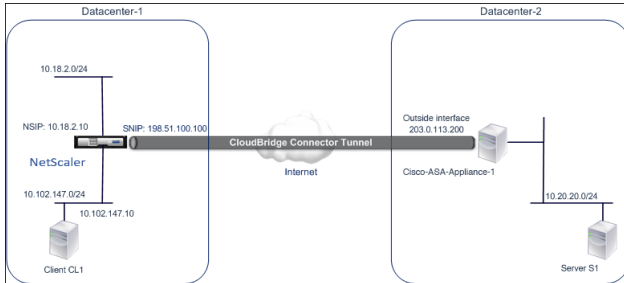 Datacenter-1
Datacenter-2
10.18.2.0/24
NSIP: 10.18.2.10
SNIP: 198.51.100.100
NetScaler
CloudBridge Connector Tunnel
Internet
Outside interface
203.0.113.200
Cisco-ASA-Appliance-1
10.102.147.0/24
10.102.147.10
Client CL1
10.20.20.0/24
Server S1